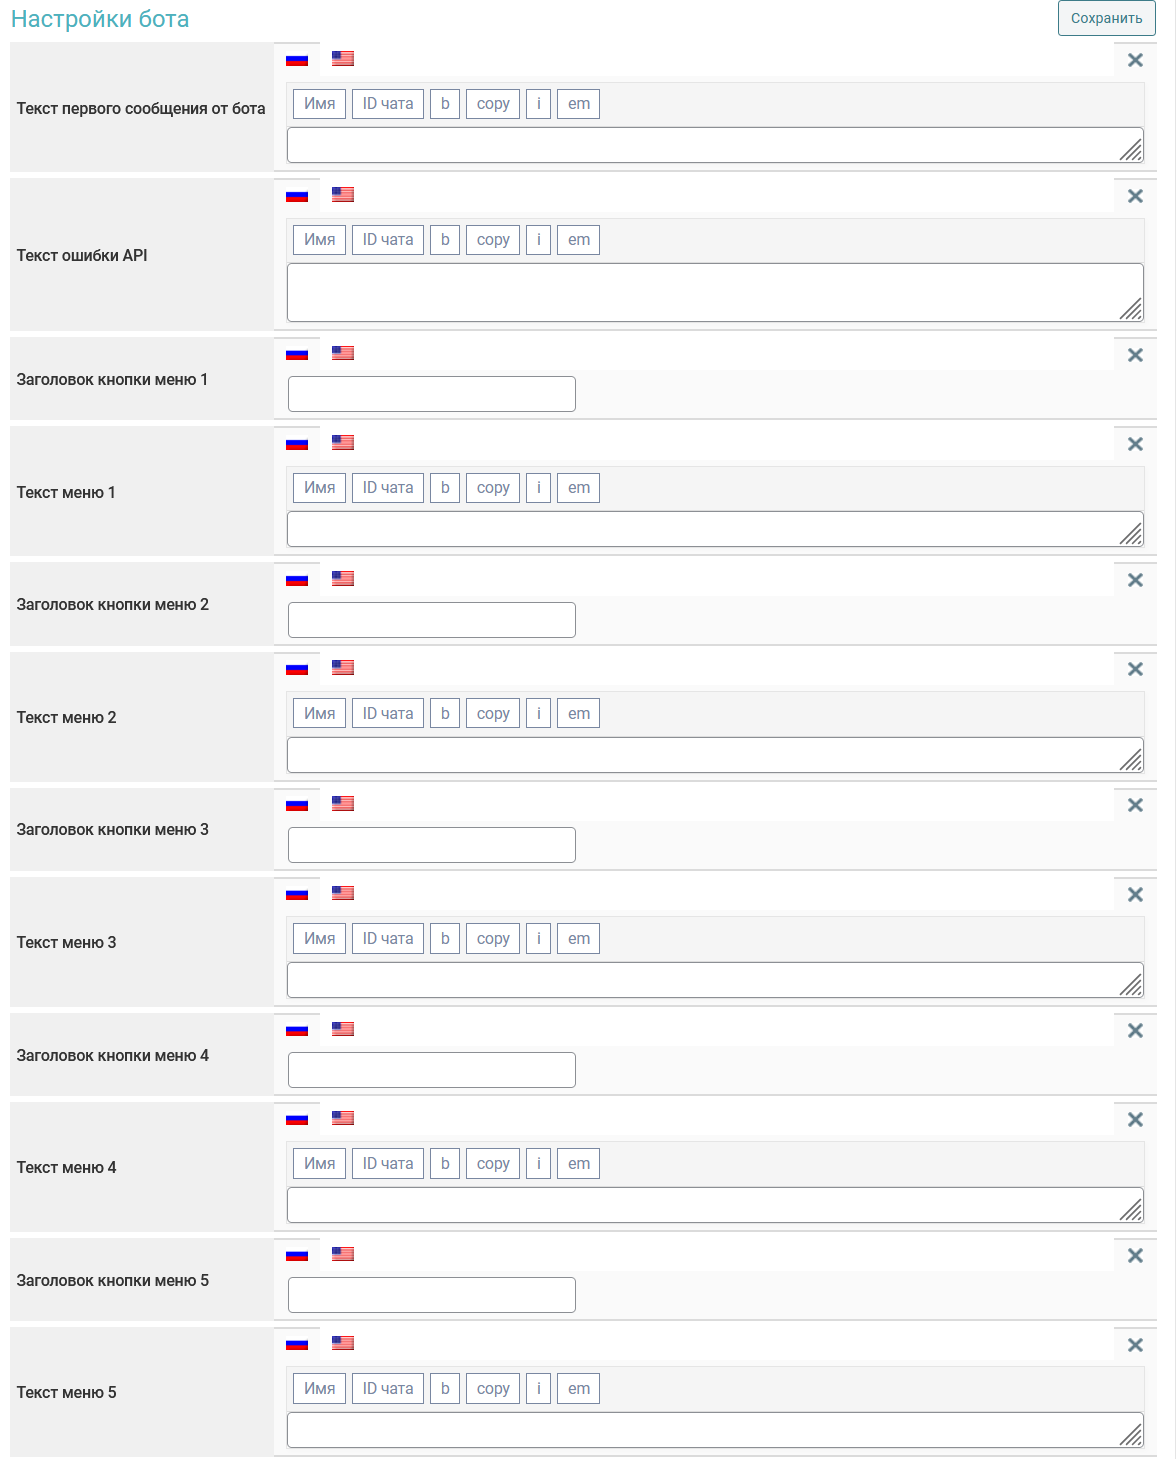 Настройки бота
Сохранить
Текст первого сообщения от бота
Имя ID чата b copy i em
Текст ошибки API
Имя ID чата b copy i em
Заголовок кнопки меню 1
Текст меню 1
Имя ID чата b copy i em
Заголовок кнопки меню 2
Текст меню 2
Имя ID чата b copy i em
Заголовок кнопки меню 3
Текст меню 3
Имя ID чата b copy i em
Заголовок кнопки меню 4
Текст меню 4
Имя ID чата b copy i em
Заголовок кнопки меню 5
Текст меню 5
Имя ID чата b copy i em